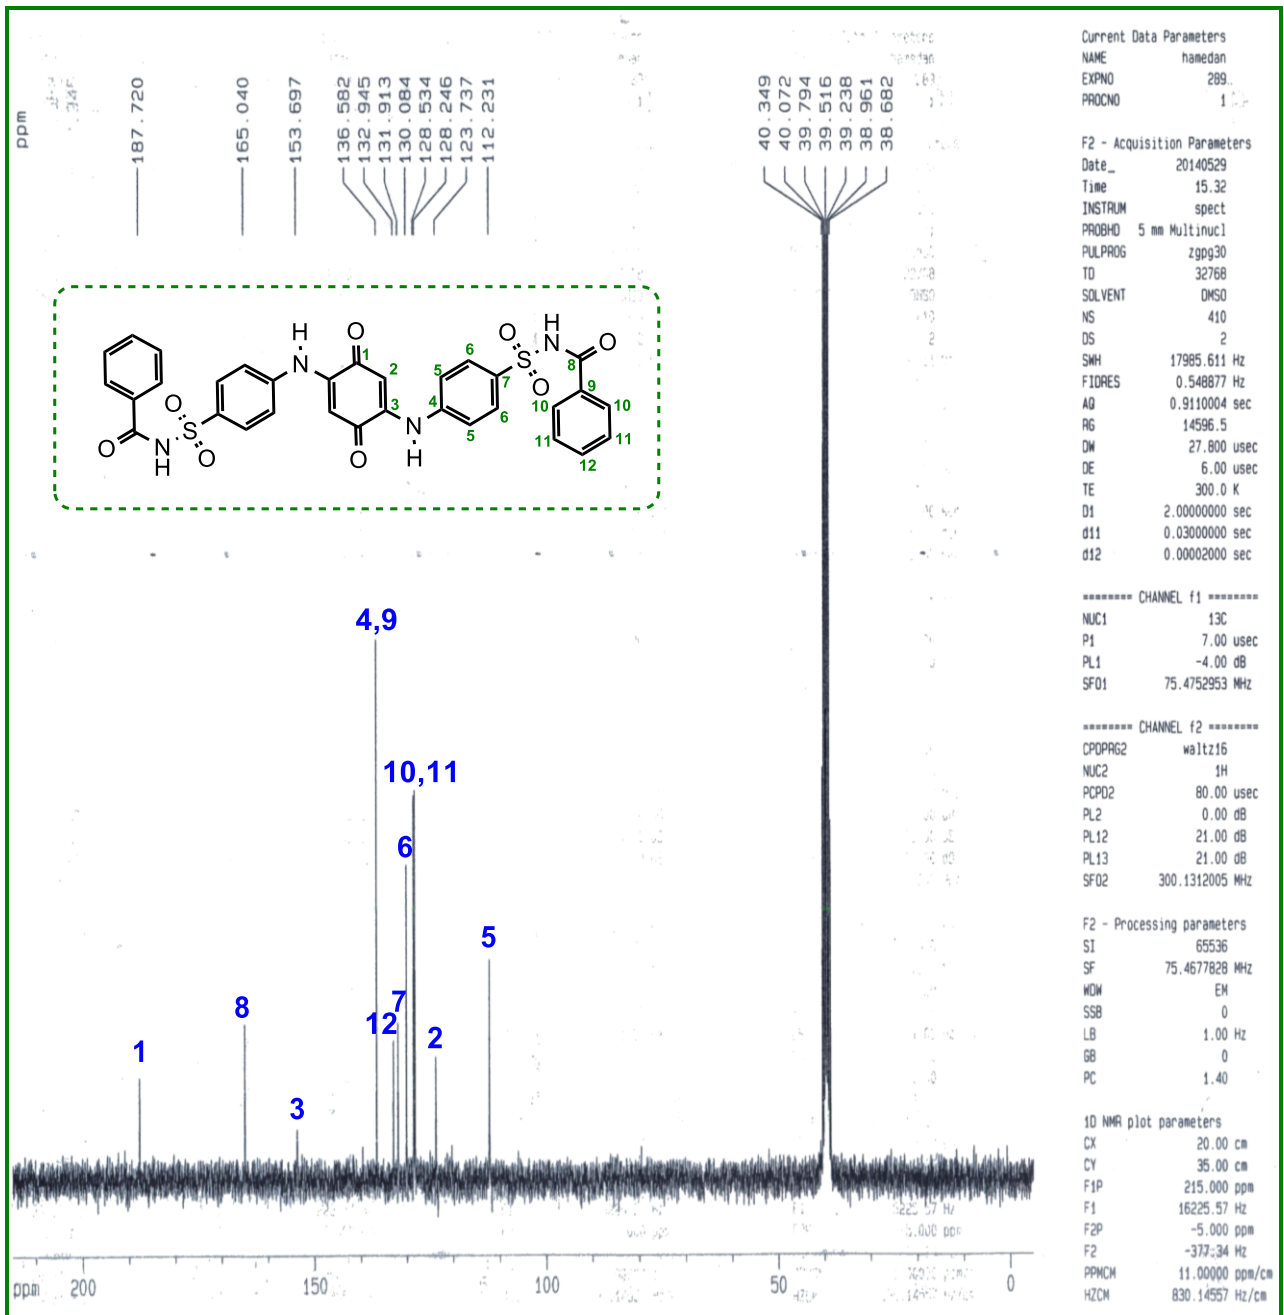 ppm
187.720
165.040
153.697
136.582
132.945
131.913
130.084
128.534
128.246
123.737
112.231
40.349
40.072
39.794
39.516
39.238
38.961
38.682
H
N
O
1
2
3
O
N
H
4
5
5
6
6
7
O
S
O
H
N
O
8
9
10
10
11
11
12
O
S
O
O
N
H
4,9
10,11
6
5
7
12
8
2
1
3
ppm 200 150 100 50 0
Current Data Parameters
NAME hamedan
EXPNO 289
PROCNO 1
F2 - Acquisition Parameters
Date_ 20140529
Time 15.32
INSTRUM spect
PROBHD 5 mm Multinucl
PULPROG zgpg30
TD 32768
SOLVENT DMSO
NS 410
DS 2
SWH 17985.611 Hz
FIDRES 0.548877 Hz
AQ 0.9110004 sec
RG 14596.5
DW 27.800 usec
DE 6.00 usec
TE 300.0 K
D1 2.00000000 sec
d11 0.03000000 sec
d12 0.00002000 sec
======== CHANNEL f1 ========
NUC1 13C
P1 7.00 usec
PL1 -4.00 dB
SFO1 75.4752953 MHz
======== CHANNEL f2 ========
CPDPRG2 waltz16
NUC2 1H
PCPD2 80.00 usec
PL2 0.00 dB
PL12 21.00 dB
PL13 21.00 dB
SFO2 300.1312005 MHz
F2 - Processing parameters
SI 65536
SF 75.4677828 MHz
WDW EM
SSB 0
LB 1.00 Hz
GB 0
PC 1.40
1D NMR plot parameters
CX 20.00 cm
CY 35.00 cm
F1P 215.000 ppm
F1 16225.57 Hz
F2P -5.000 ppm
F2 -377.34 Hz
PPMCM 11.00000 ppm/cm
HZCM 830.14557 Hz/cm